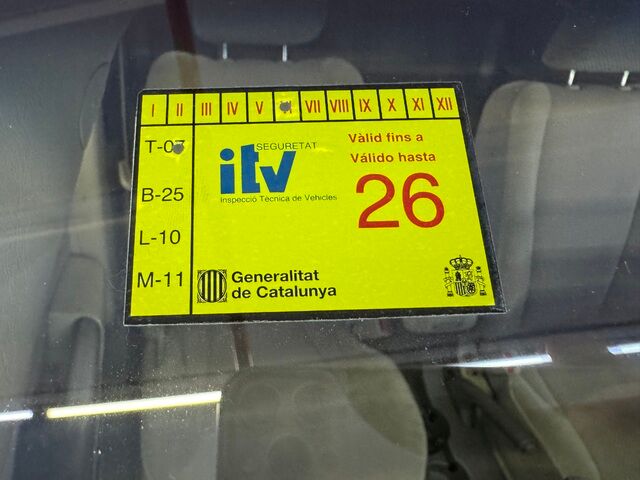 I II III IV V VII VIII IX X XI XII
T-07
B-25
L-10
M-11
SEGURETAT
itv
Inspecció Tècnica de Vehicles
Vàlid fins a
Válido hasta
26
Generalitat
de Catalunya